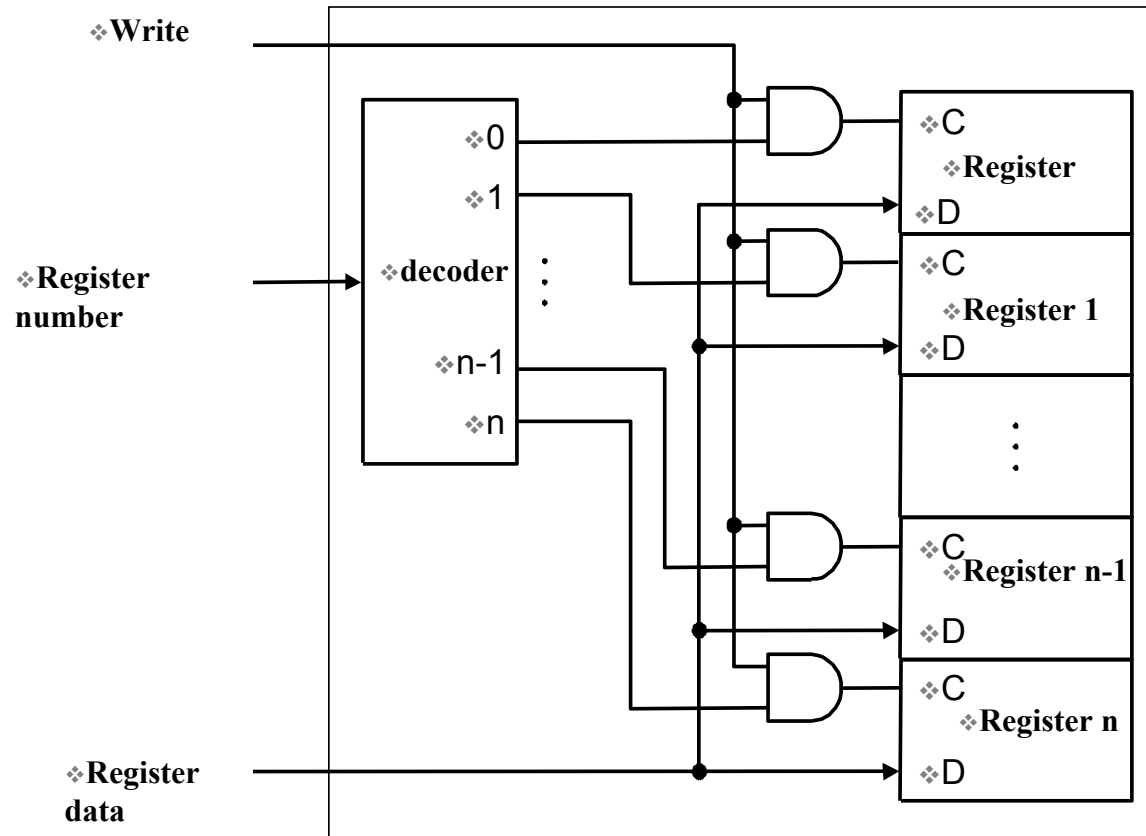 ❖Write
❖0
❖C
❖Register
❖1
❖D
❖Register
number
❖decoder
❖C
❖Register 1
❖D
❖n-1
❖n
❖C
❖Register n-1
❖D
❖C
❖Register n
❖Register
data
❖D